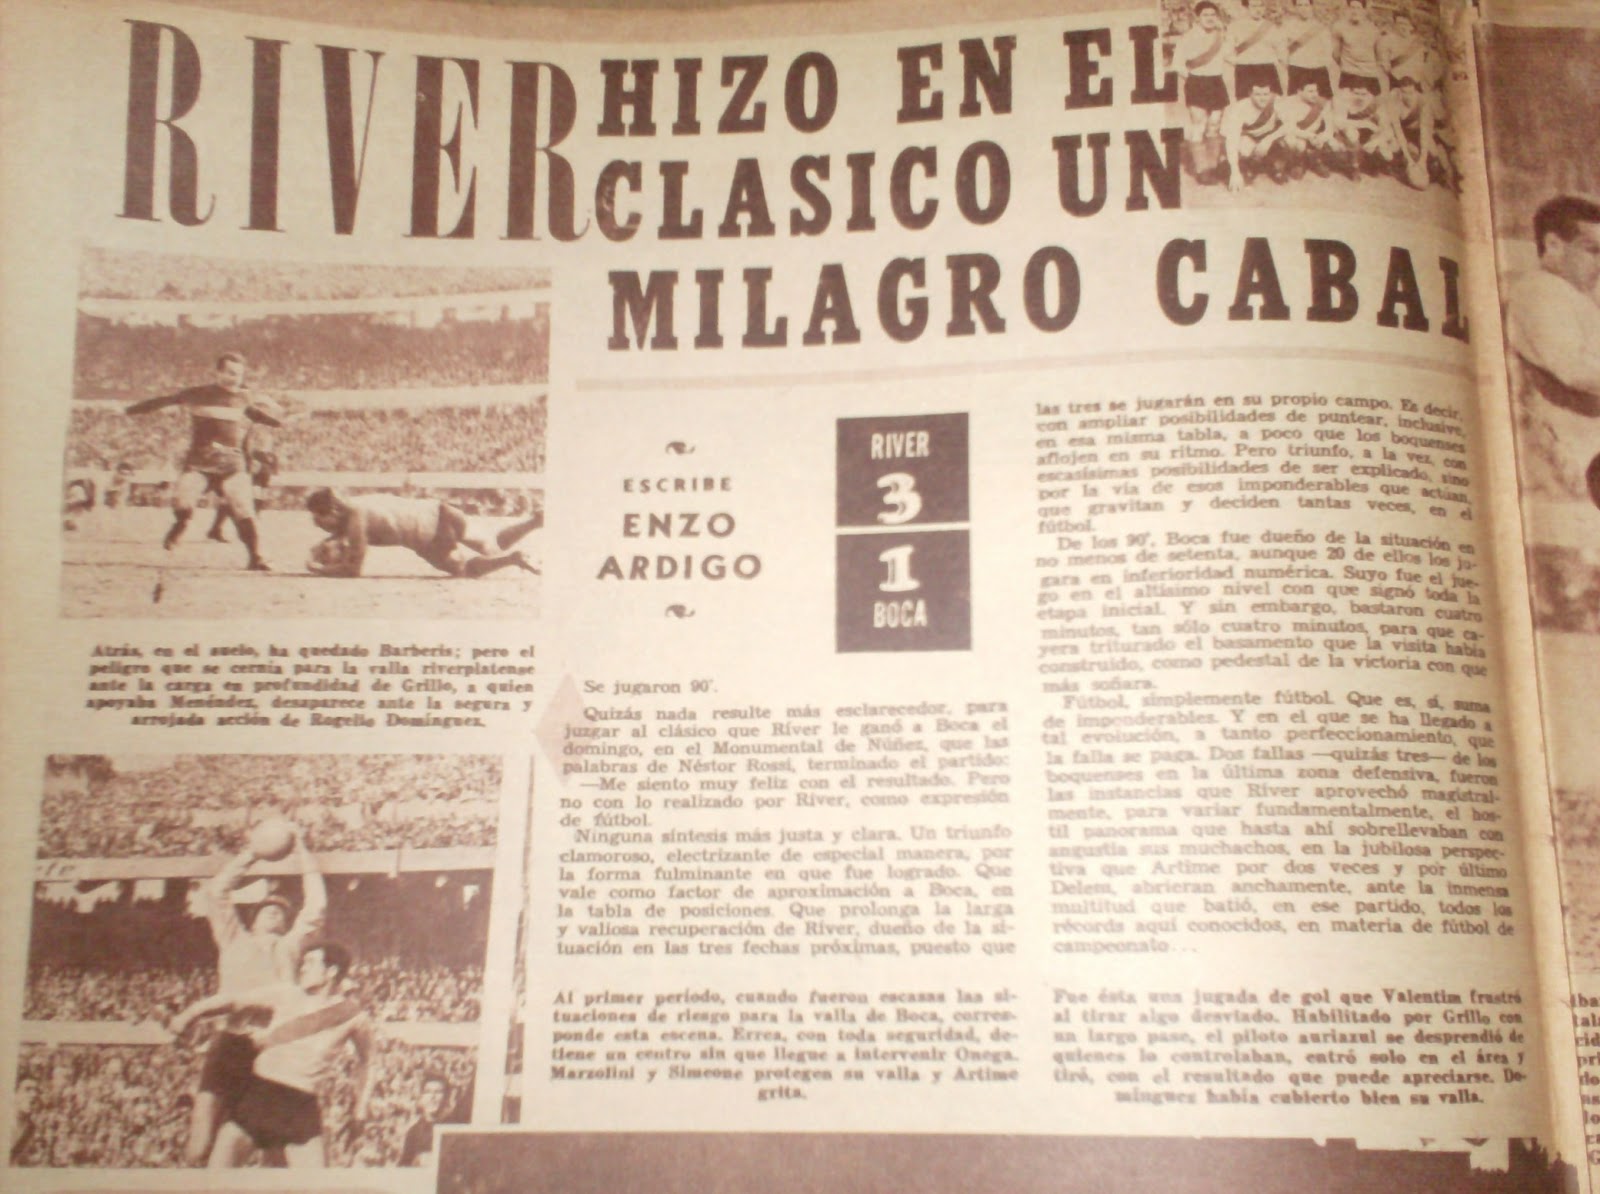 RIVER HIZO EN EL
CLASICO UN
MILAGRO CABAL
ESCRIBE
ENZO
ARDIGO
RIVER
3
1
BOCA
Atrás, en el suelo, ha quedado Barberis; pero el
peligro que se cernía para la valla riverplatense
ante la carga en profundidad de Grillo, a quien
apoyaba Menéndez, desaparece ante la segura y
arrojada acción de Rogelio Domínguez.
Se jugaron 90'.
Quizás nada resulte más esclarecedor, para
juzgar al clásico que River le ganó a Boca el
domingo, en el Monumental de Núñez, que las
palabras de Néstor Rossi, terminado el partido:
—Me siento muy feliz con el resultado. Pero
no con lo realizado por River, como expresión
de fútbol.
Ninguna síntesis más justa y clara. Un triunfo
clamoroso, electrizante de especial manera, por
la forma fulminante en que fue logrado. Que
vale como factor de aproximación a Boca, en
la tabla de posiciones. Que prolonga la larga
y valiosa recuperación de River, dueño de la si-
tuación en las tres fechas próximas, puesto que
las tres se jugarán en su propio campo. Es decir,
con ampliar posibilidades de puntear, inclusive,
en esa misma tabla, a poco que los boquenses
aflojen en su ritmo. Pero triunfo, a la vez, con
escasísimas posibilidades de ser explicado, sino
por la vía de esos imponderables que actúan,
que gravitan y deciden tantas veces, en el
fútbol.
De los 90', Boca fue dueño de la situación en
no menos de setenta, aunque 20 de ellos los ju-
gara en inferioridad numérica. Suyo fue el jue-
go en el altísimo nivel con que signó toda la
etapa inicial. Y sin embargo, bastaron cuatro
minutos, tan sólo cuatro minutos, para que ca-
yera triturado el basamento que la visita había
construído, como pedestal de la victoria con que
más soñara.
Fútbol, simplemente fútbol. Que es, sí, suma
de imponderables. Y en el que se ha llegado a
tal evolución, a tanto perfeccionamiento, que
la falla se paga. Dos fallas —quizás tres— de los
boquenses en la última zona defensiva, fueron
las instancias que River aprovechó magistral-
mente, para variar fundamentalmente, el hos-
til panorama que hasta ahí sobrellevaban con
angustia sus muchachos, en la jubilosa perspec-
tiva que Artime por dos veces y por último
Delem, abrieran anchamente, ante la inmensa
multitud que batió, en ese partido, todos los
récords aquí conocidos, en materia de fútbol de
campeonato...
Al primer período, cuando fueron escasas las si-
tuaciones de riesgo para la valla de Boca, corres-
ponde esta escena. Errea, con toda seguridad, de-
tiene un centro sin que llegue a intervenir Onega.
Marzolini y Simeone protegen su valla y Artime
grita.
Fue ésta una jugada de gol que Valentim frustró
al tirar algo desviado. Habilitado por Grillo con
un largo pase, el piloto auriazul se desprendió de
quienes lo controlaban, entró solo en el área y
tiró, con el resultado que puede apreciarse. Do-
mínguez había cubierto bien su valla.